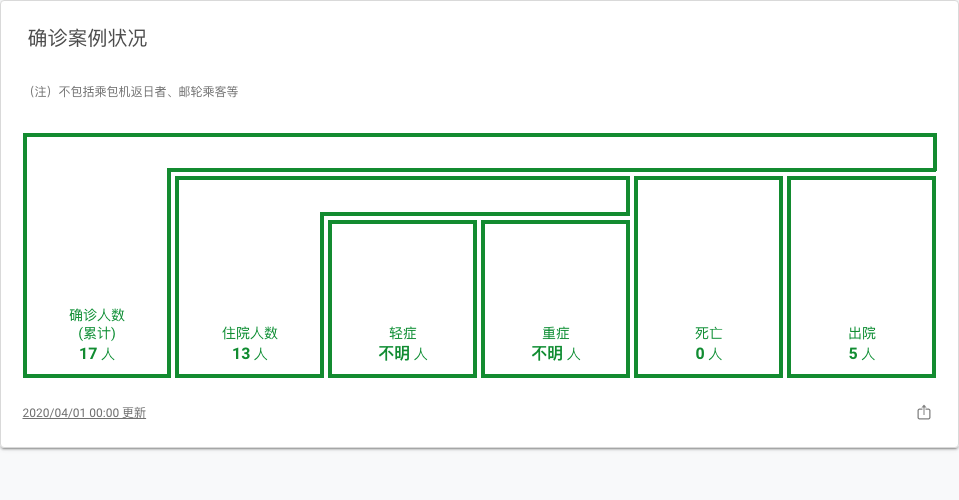 确诊案例状况
（注）不包括乘包机返日者、邮轮乘客等
确诊人数
(累计)
17 人
住院人数
13 人
轻症
不明 人
重症
不明 人
死亡
0 人
出院
5 人
2020/04/01 00:00 更新